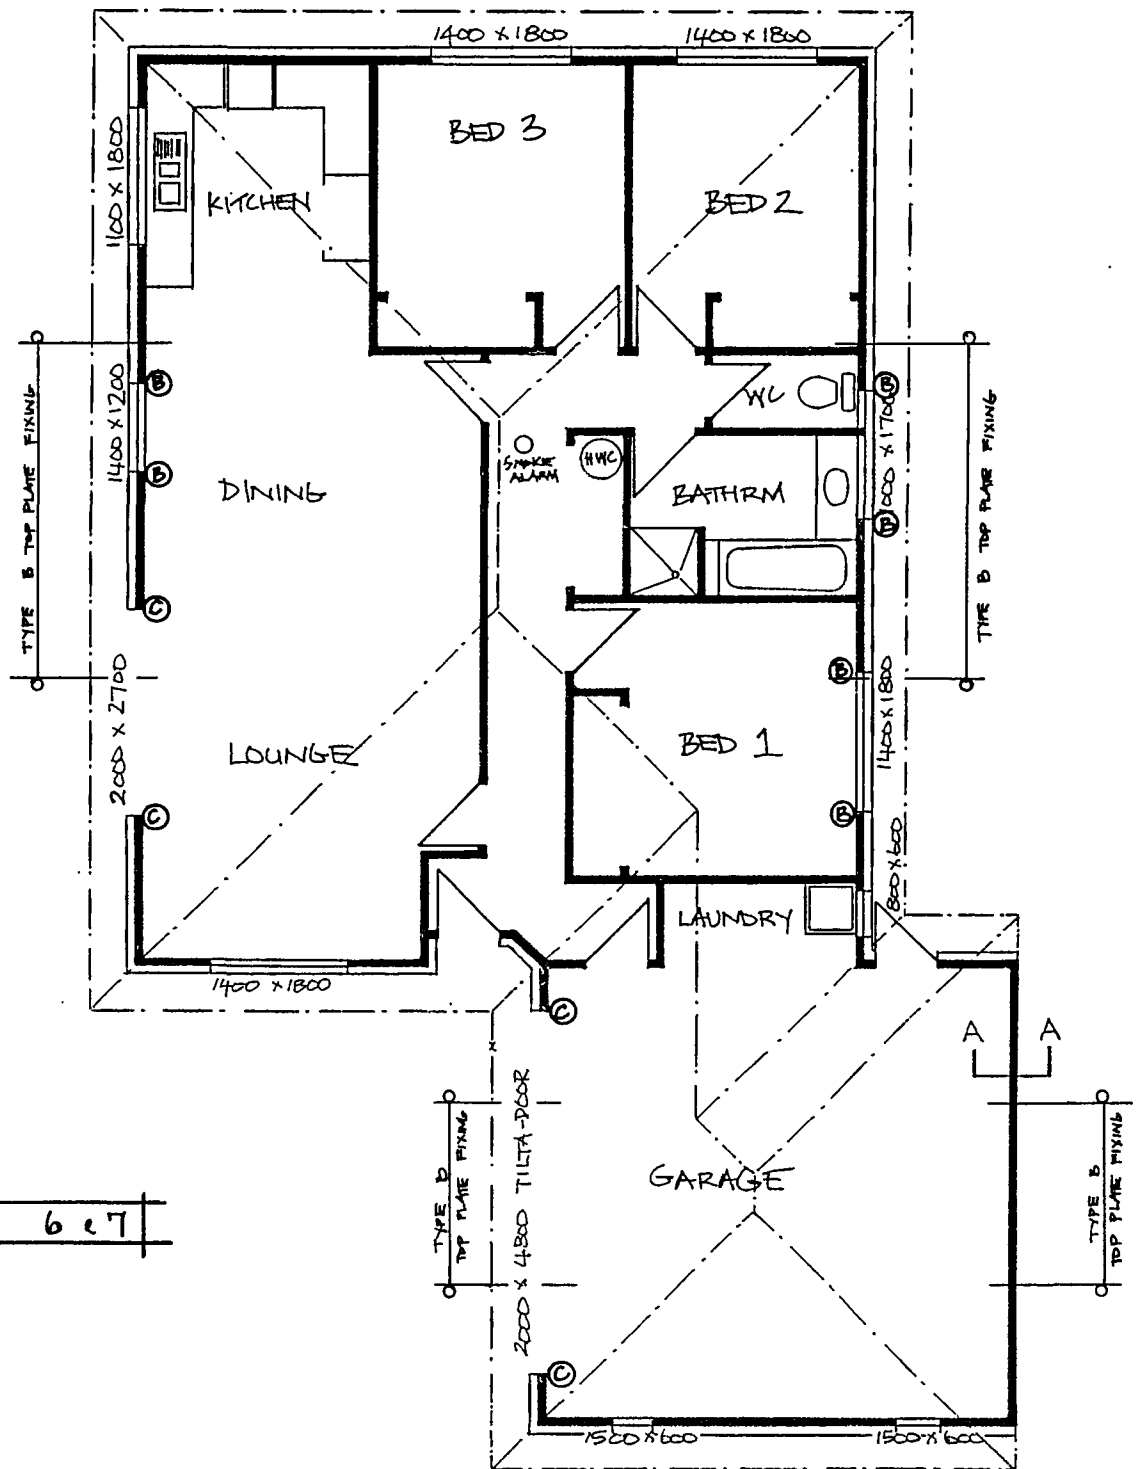 1400 x 1800
1400 x 1800
BED 3
1100 x 1800
KITCHEN
BED 2
TYPE B TOP PLATE FIXING
1400 x 1200
B
B
WC
B
1000 x 1700
B
TYPE B TOP PLATE FIXING
SMOKE
ALARM
HWC
DINING
BATHRM
C
2000 x 2700
B
1400 x 1800
BED 1
LOUNGE
C
B
800 x 600
LAUNDRY
1400 x 1800
C
A
A
TYPE B
TOP PLATE FIXING
2000 x 4800 TILTA-DOOR
GARAGE
TYPE B
TOP PLATE FIXING
6 & 7
C
1500 x 600
1500 x 600